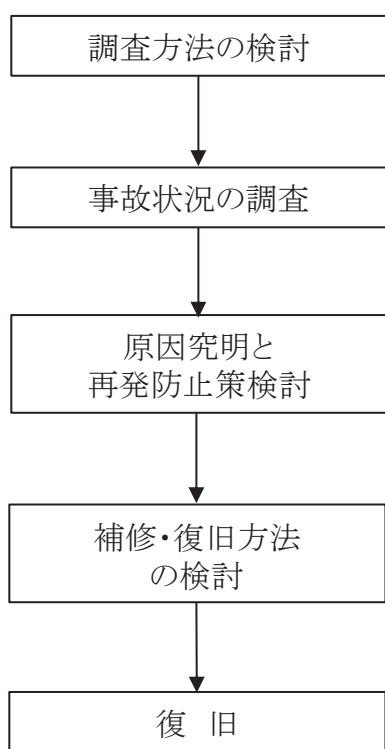 調査方法の検討
事故状況の調査
原因究明と
再発防止策検討
補修・復旧方法
の検討
復 旧